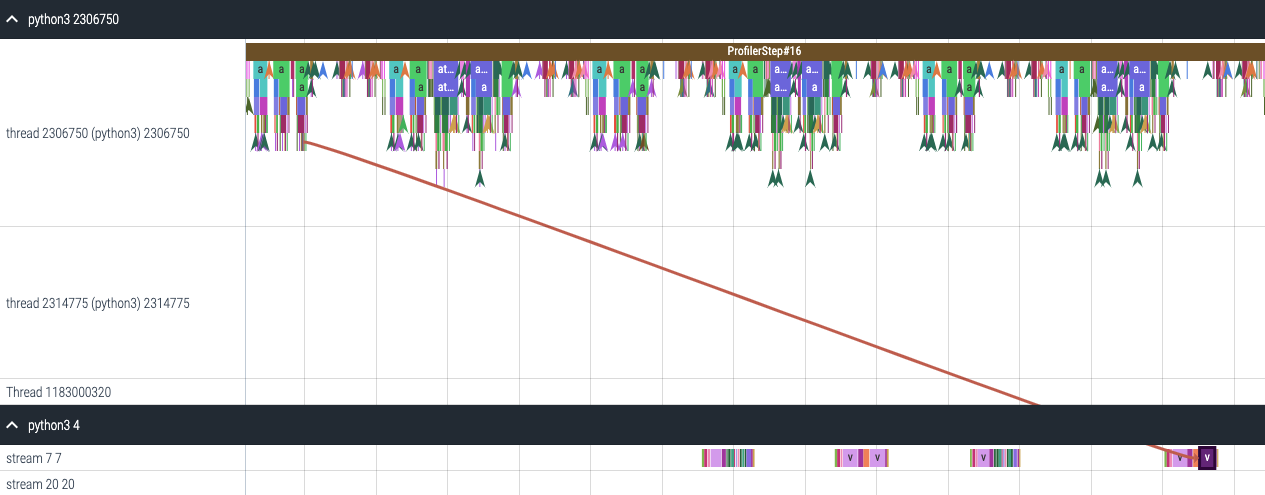 python3 2306750
ProfilerStep#16
a a a a a at... a... a a a a a a... a... a a a a a a... a...
a a at... a a a... a a a... a
thread 2306750 (python3) 2306750
thread 2314775 (python3) 2314775
Thread 1183000320
python3 4
stream 7 7
v v v v v
stream 20 20